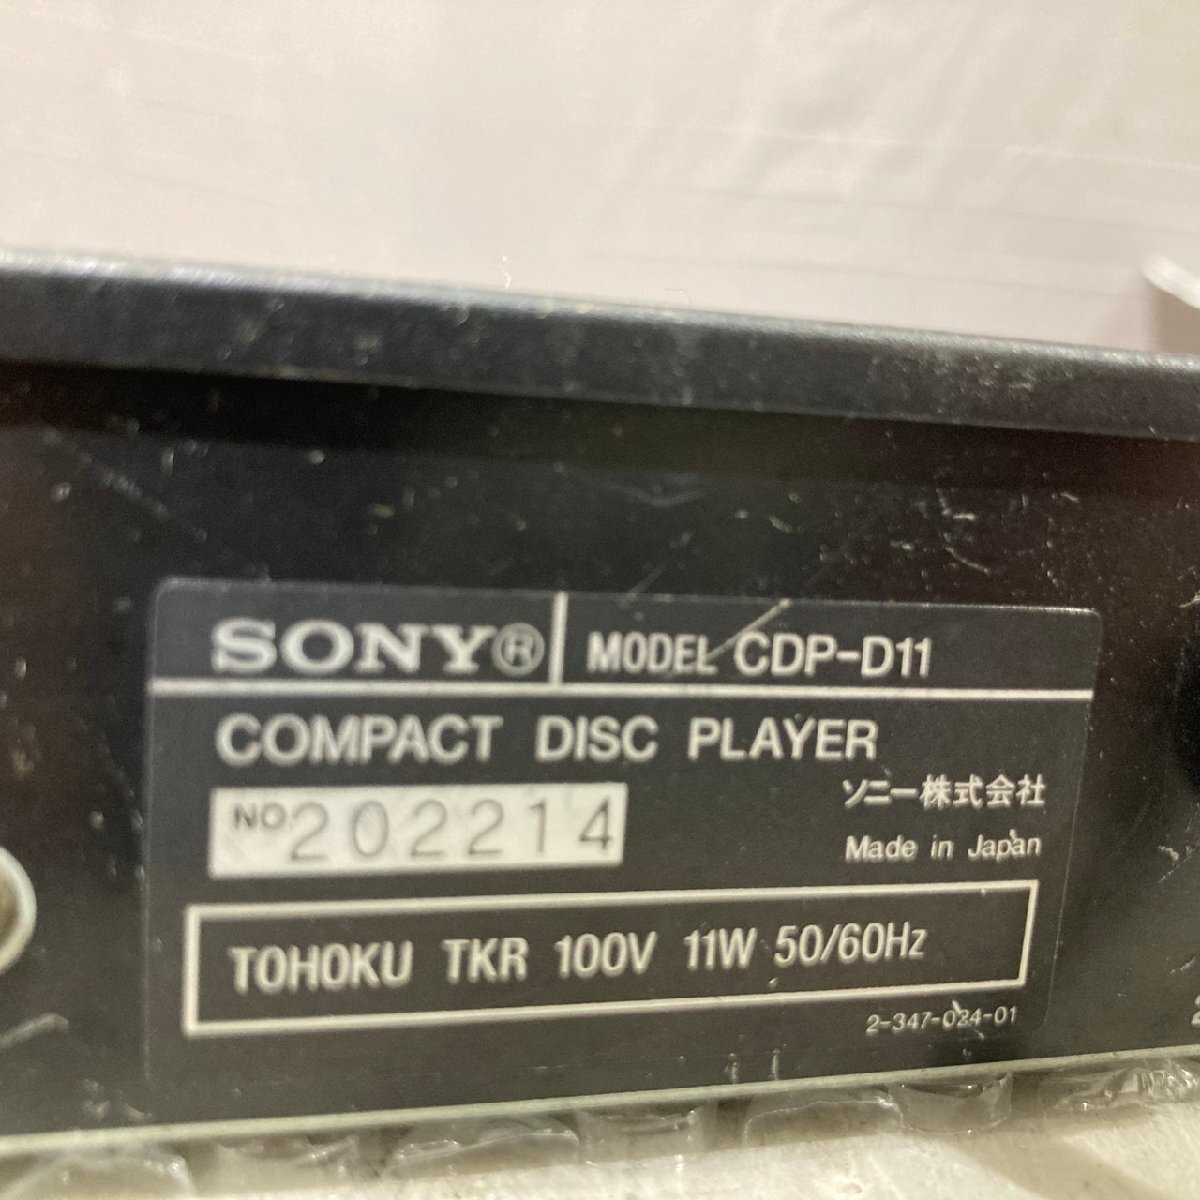 SONY® MODEL CDP-D11
COMPACT DISC PLAYER
NO. 202214
ソニー株式会社
Made in Japan
TOHOKU TKR 100V 11W 50/60Hz
2-347-024-01